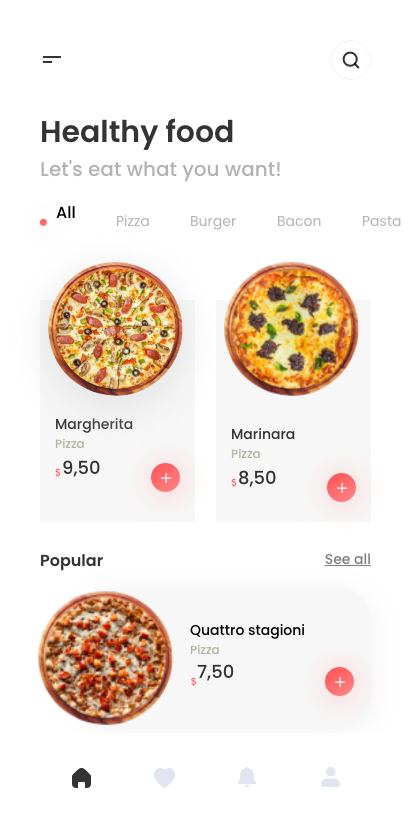 Healthy food
Let's eat what you want!
All
Pizza
Burger
Bacon
Pasta
Margherita
Pizza
$9,50
Marinara
Pizza
$8,50
Popular
See all
Quattro stagioni
Pizza
$7,50